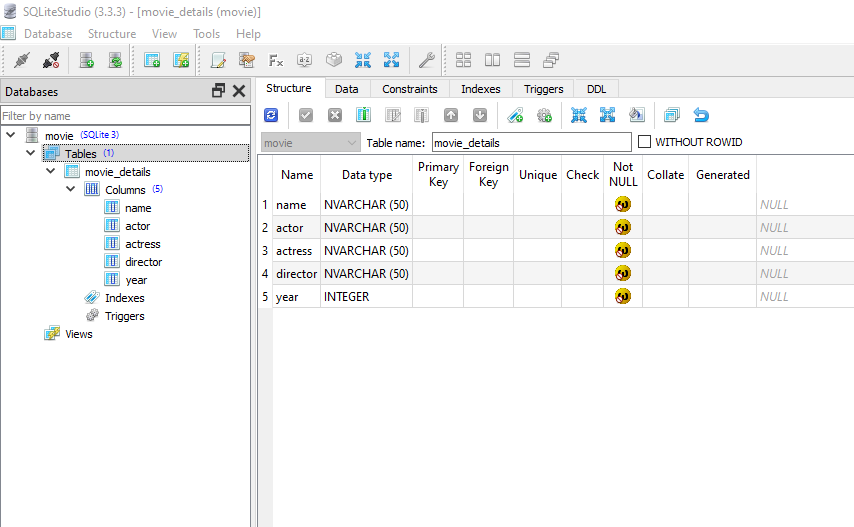 SQLiteStudio (3.3.3) - [movie_details (movie)]
Database Structure View Tools Help
Databases
Filter by name
movie (SQLite 3)
Tables (1)
movie_details
Columns (5)
name
actor
actress
director
year
Indexes
Triggers
Views
Structure Data Constraints Indexes Triggers DDL
movie Table name: movie_details WITHOUT ROWID
Name Data type Primary Key Foreign Key Unique Check Not NULL Collate Generated
1 name NVARCHAR (50) NULL
2 actor NVARCHAR (50) NULL
3 actress NVARCHAR (50) NULL
4 director NVARCHAR (50) NULL
5 year INTEGER NULL